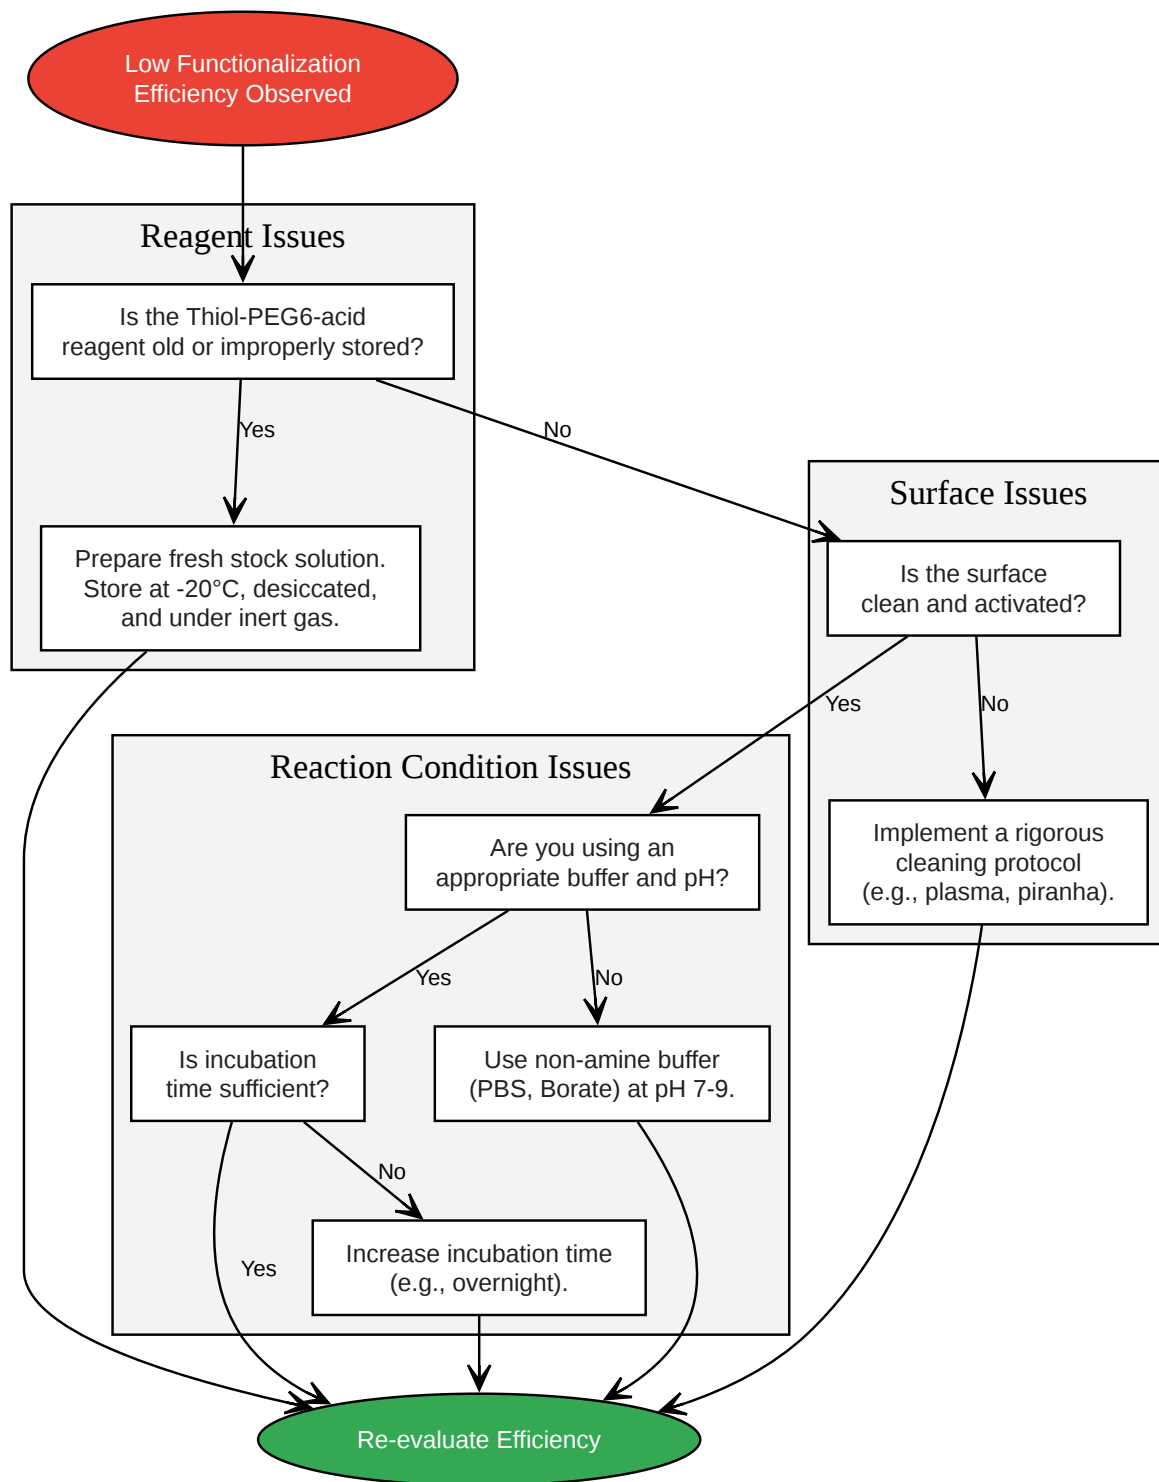 Low Functionalization
Efficiency Observed
Reagent Issues
Is the Thiol-PEG6-acid
reagent old or improperly stored?
Yes
No
Prepare fresh stock solution.
Store at -20°C, desiccated,
and under inert gas.
Surface Issues
Is the surface
clean and activated?
Yes
No
Implement a rigorous
cleaning protocol
(e.g., plasma, piranha).
Reaction Condition Issues
Are you using an
appropriate buffer and pH?
Yes
No
Is incubation
time sufficient?
Use non-amine buffer
(PBS, Borate) at pH 7-9.
No
Yes
Increase incubation time
(e.g., overnight).
Re-evaluate Efficiency